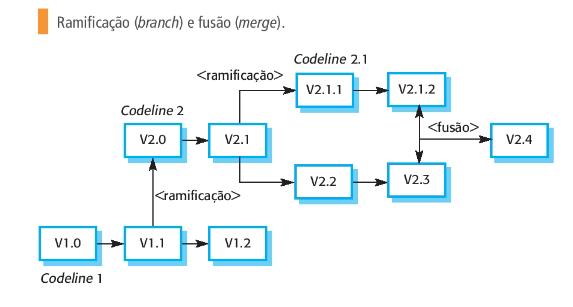 Ramificação (branch) e fusão (merge).
Codeline 2.1
<ramificação>
V2.1.1
V2.1.2
Codeline 2
<fusão>
V2.0
V2.1
V2.4
V2.2
V2.3
<ramificação>
V1.0
V1.1
V1.2
Codeline 1